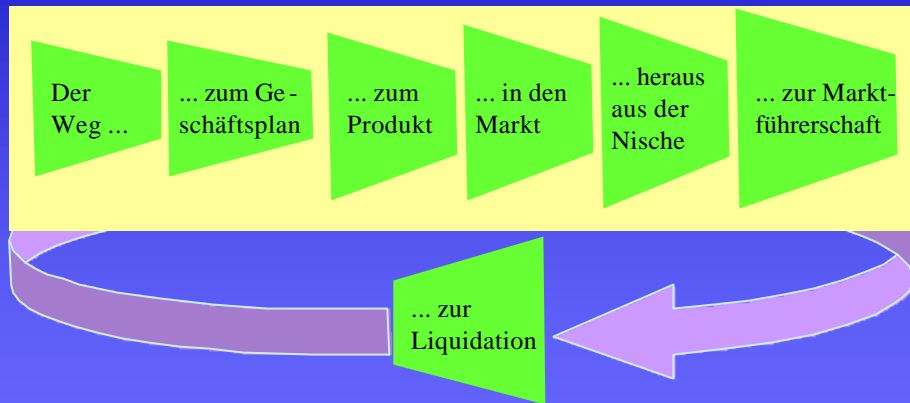 Der
Weg ...
... zum Ge-
schäftsplan
... zum
Produkt
... in den
Markt
... heraus
aus der
Nische
... zur Markt-
führerschaft
... zur
Liquidation